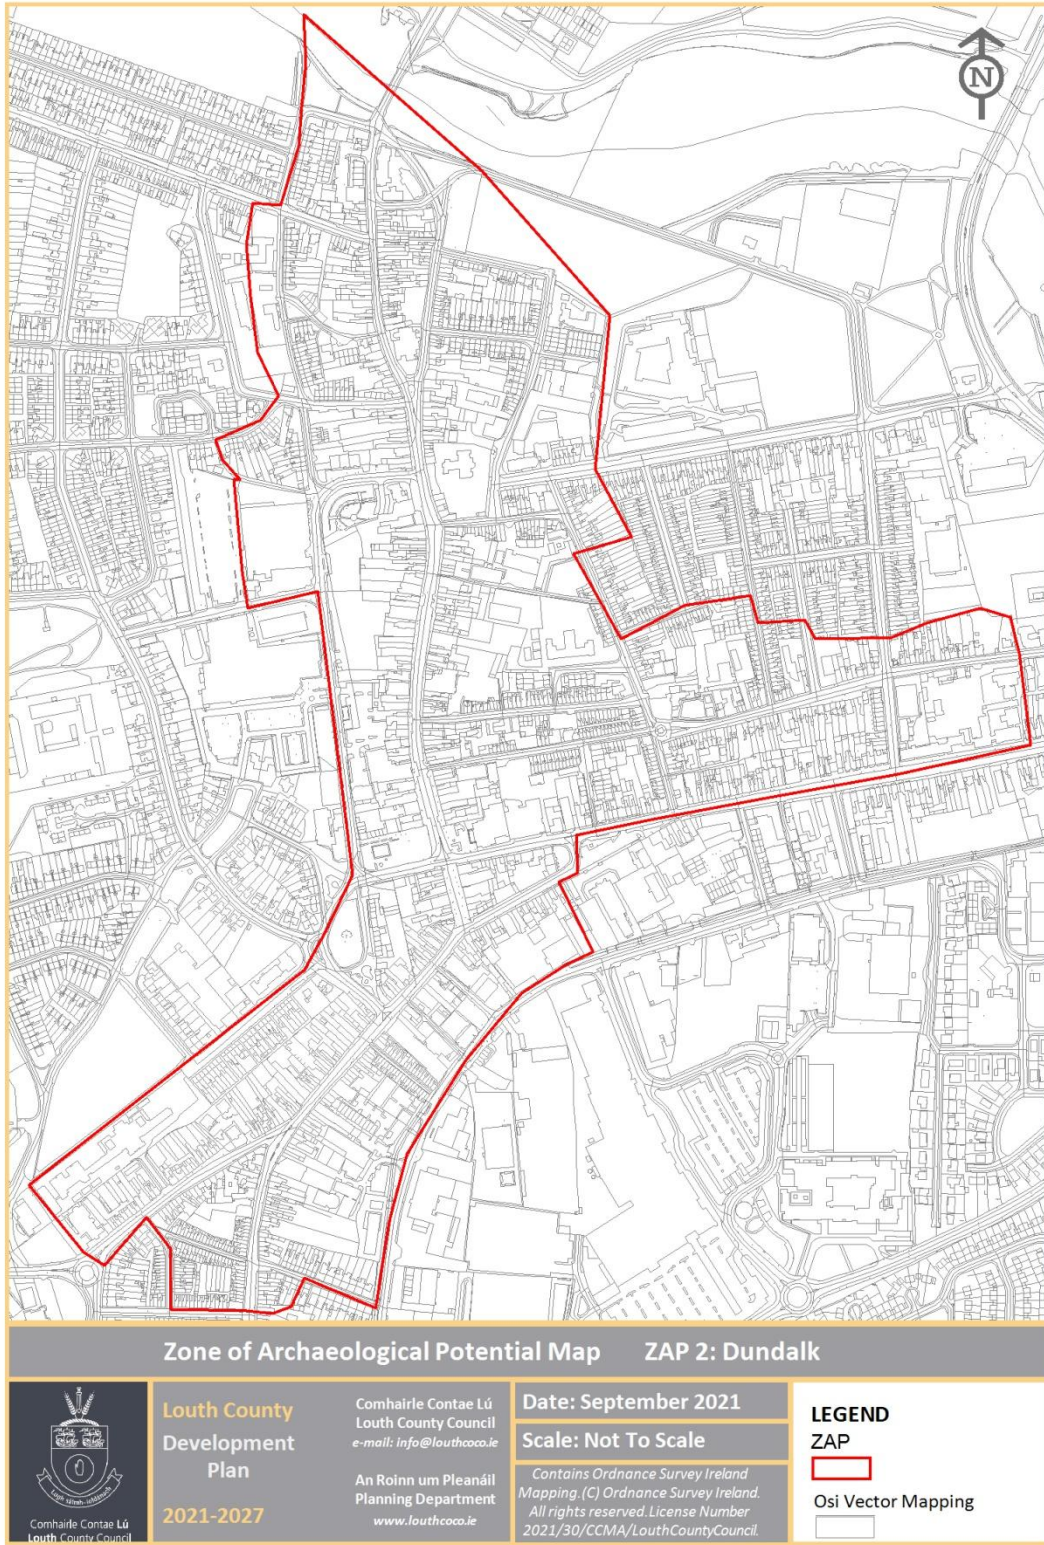 N
Zone of Archaeological Potential Map ZAP 2: Dundalk
Comhairle Contae Lú
Louth County Council
Louth County
Development
Plan
2021-2027
Comhairle Contae Lú
Louth County Council
e-mail: info@louthcoco.ie
An Roinn um Pleanáil
Planning Department
www.louthcoco.ie
Date: September 2021
Scale: Not To Scale
Contains Ordnance Survey Ireland
Mapping.(C) Ordnance Survey Ireland.
All rights reserved.License Number
2021/30/CCMA/LouthCountyCouncil.
LEGEND
ZAP
Osi Vector Mapping